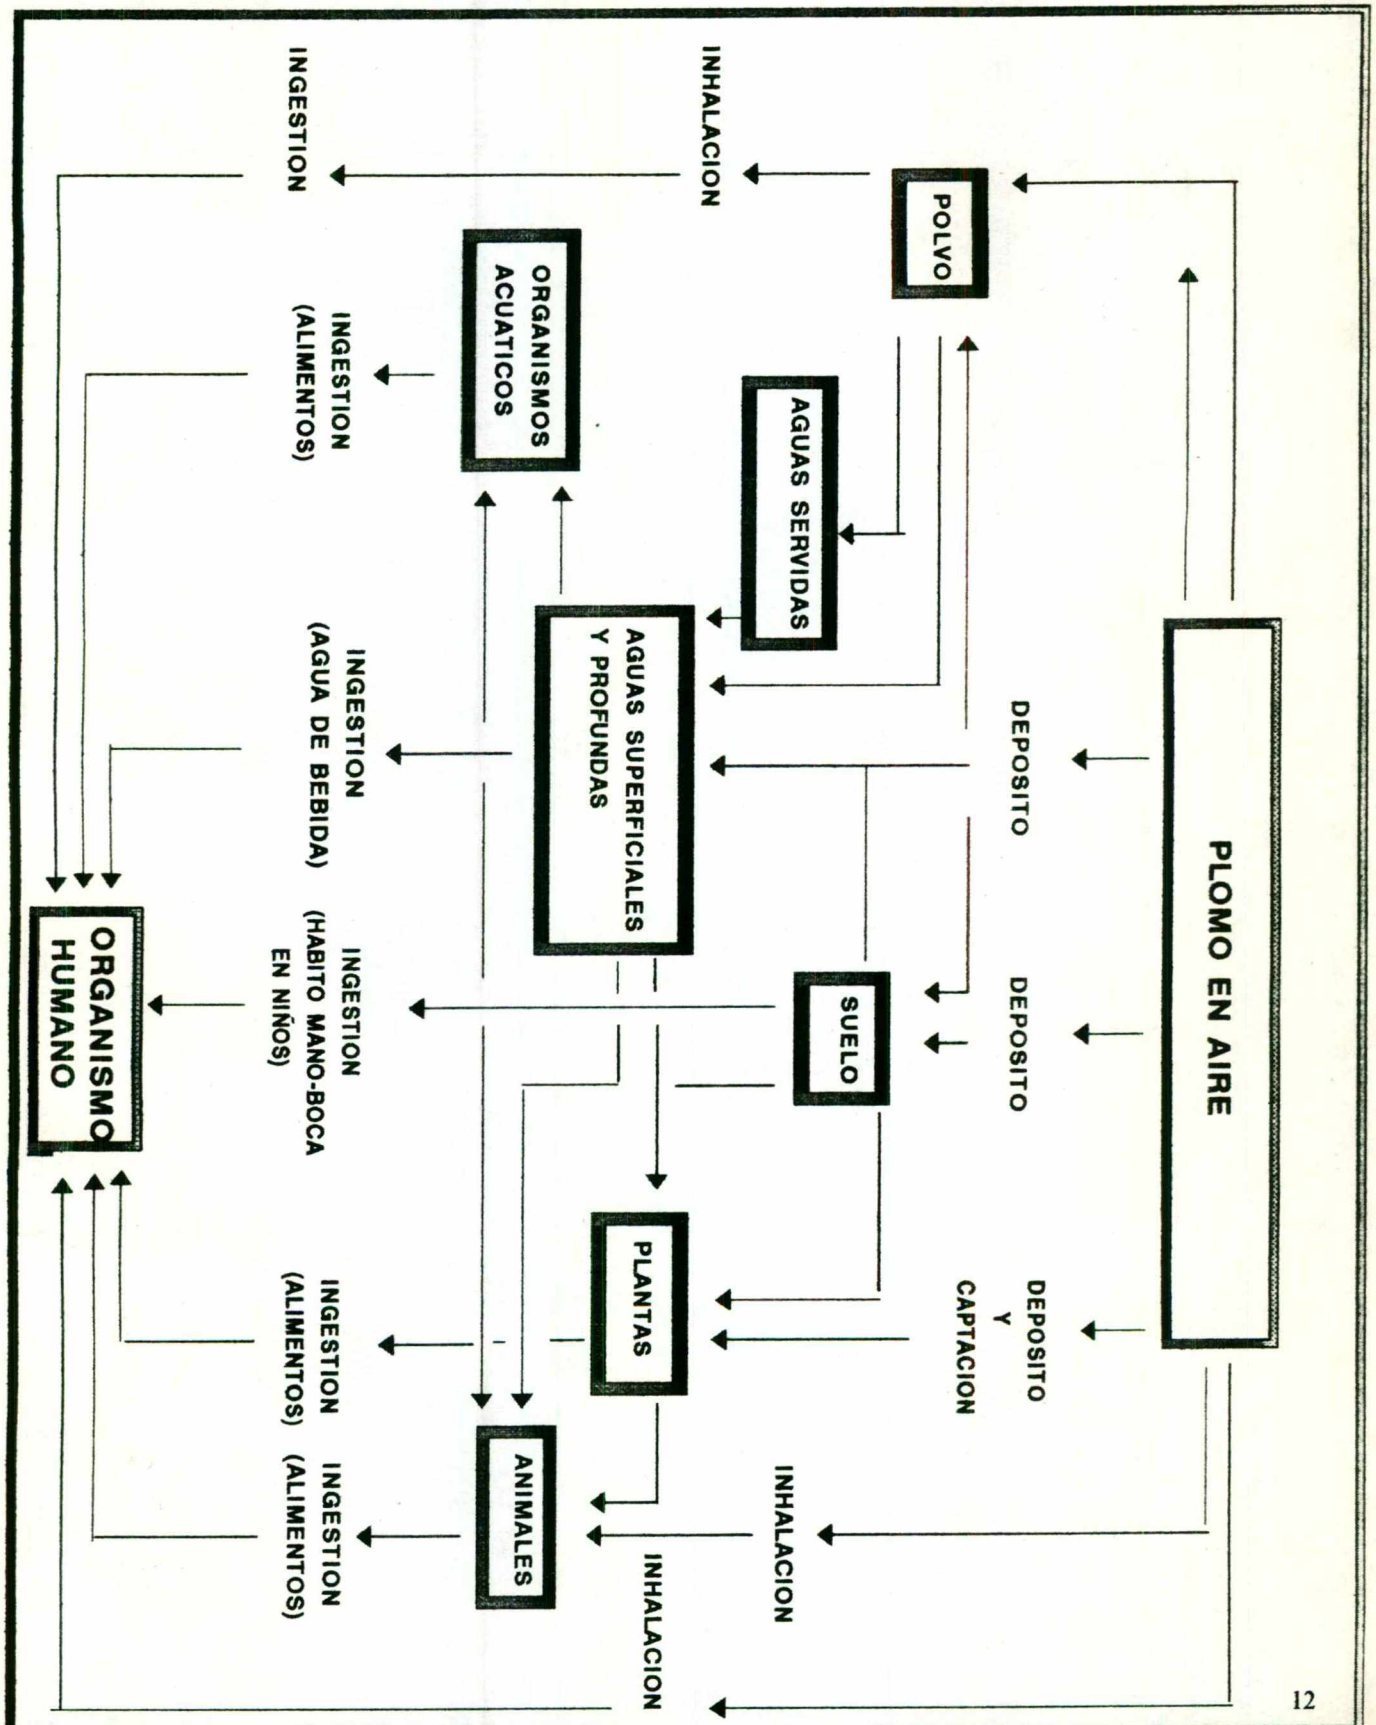 PLOMO EN AIRE
DEPOSITO
DEPOSITO
DEPOSITO
Y
CAPTACION
POLVO
INHALACION
AGUAS SERVIDAS
SUELO
INHALACION
AGUAS SUPERFICIALES
Y PROFUNDAS
PLANTAS
INHALACION
ORGANISMOS
ACUATICOS
ANIMALES
INGESTION
INGESTION
(ALIMENTOS)
INGESTION
(AGUA DE BEBIDA)
INGESTION
(HABITO MANO-BOCA
EN NIÑOS)
INGESTION
(ALIMENTOS)
INGESTION
(ALIMENTOS)
ORGANISMO
HUMANO
12